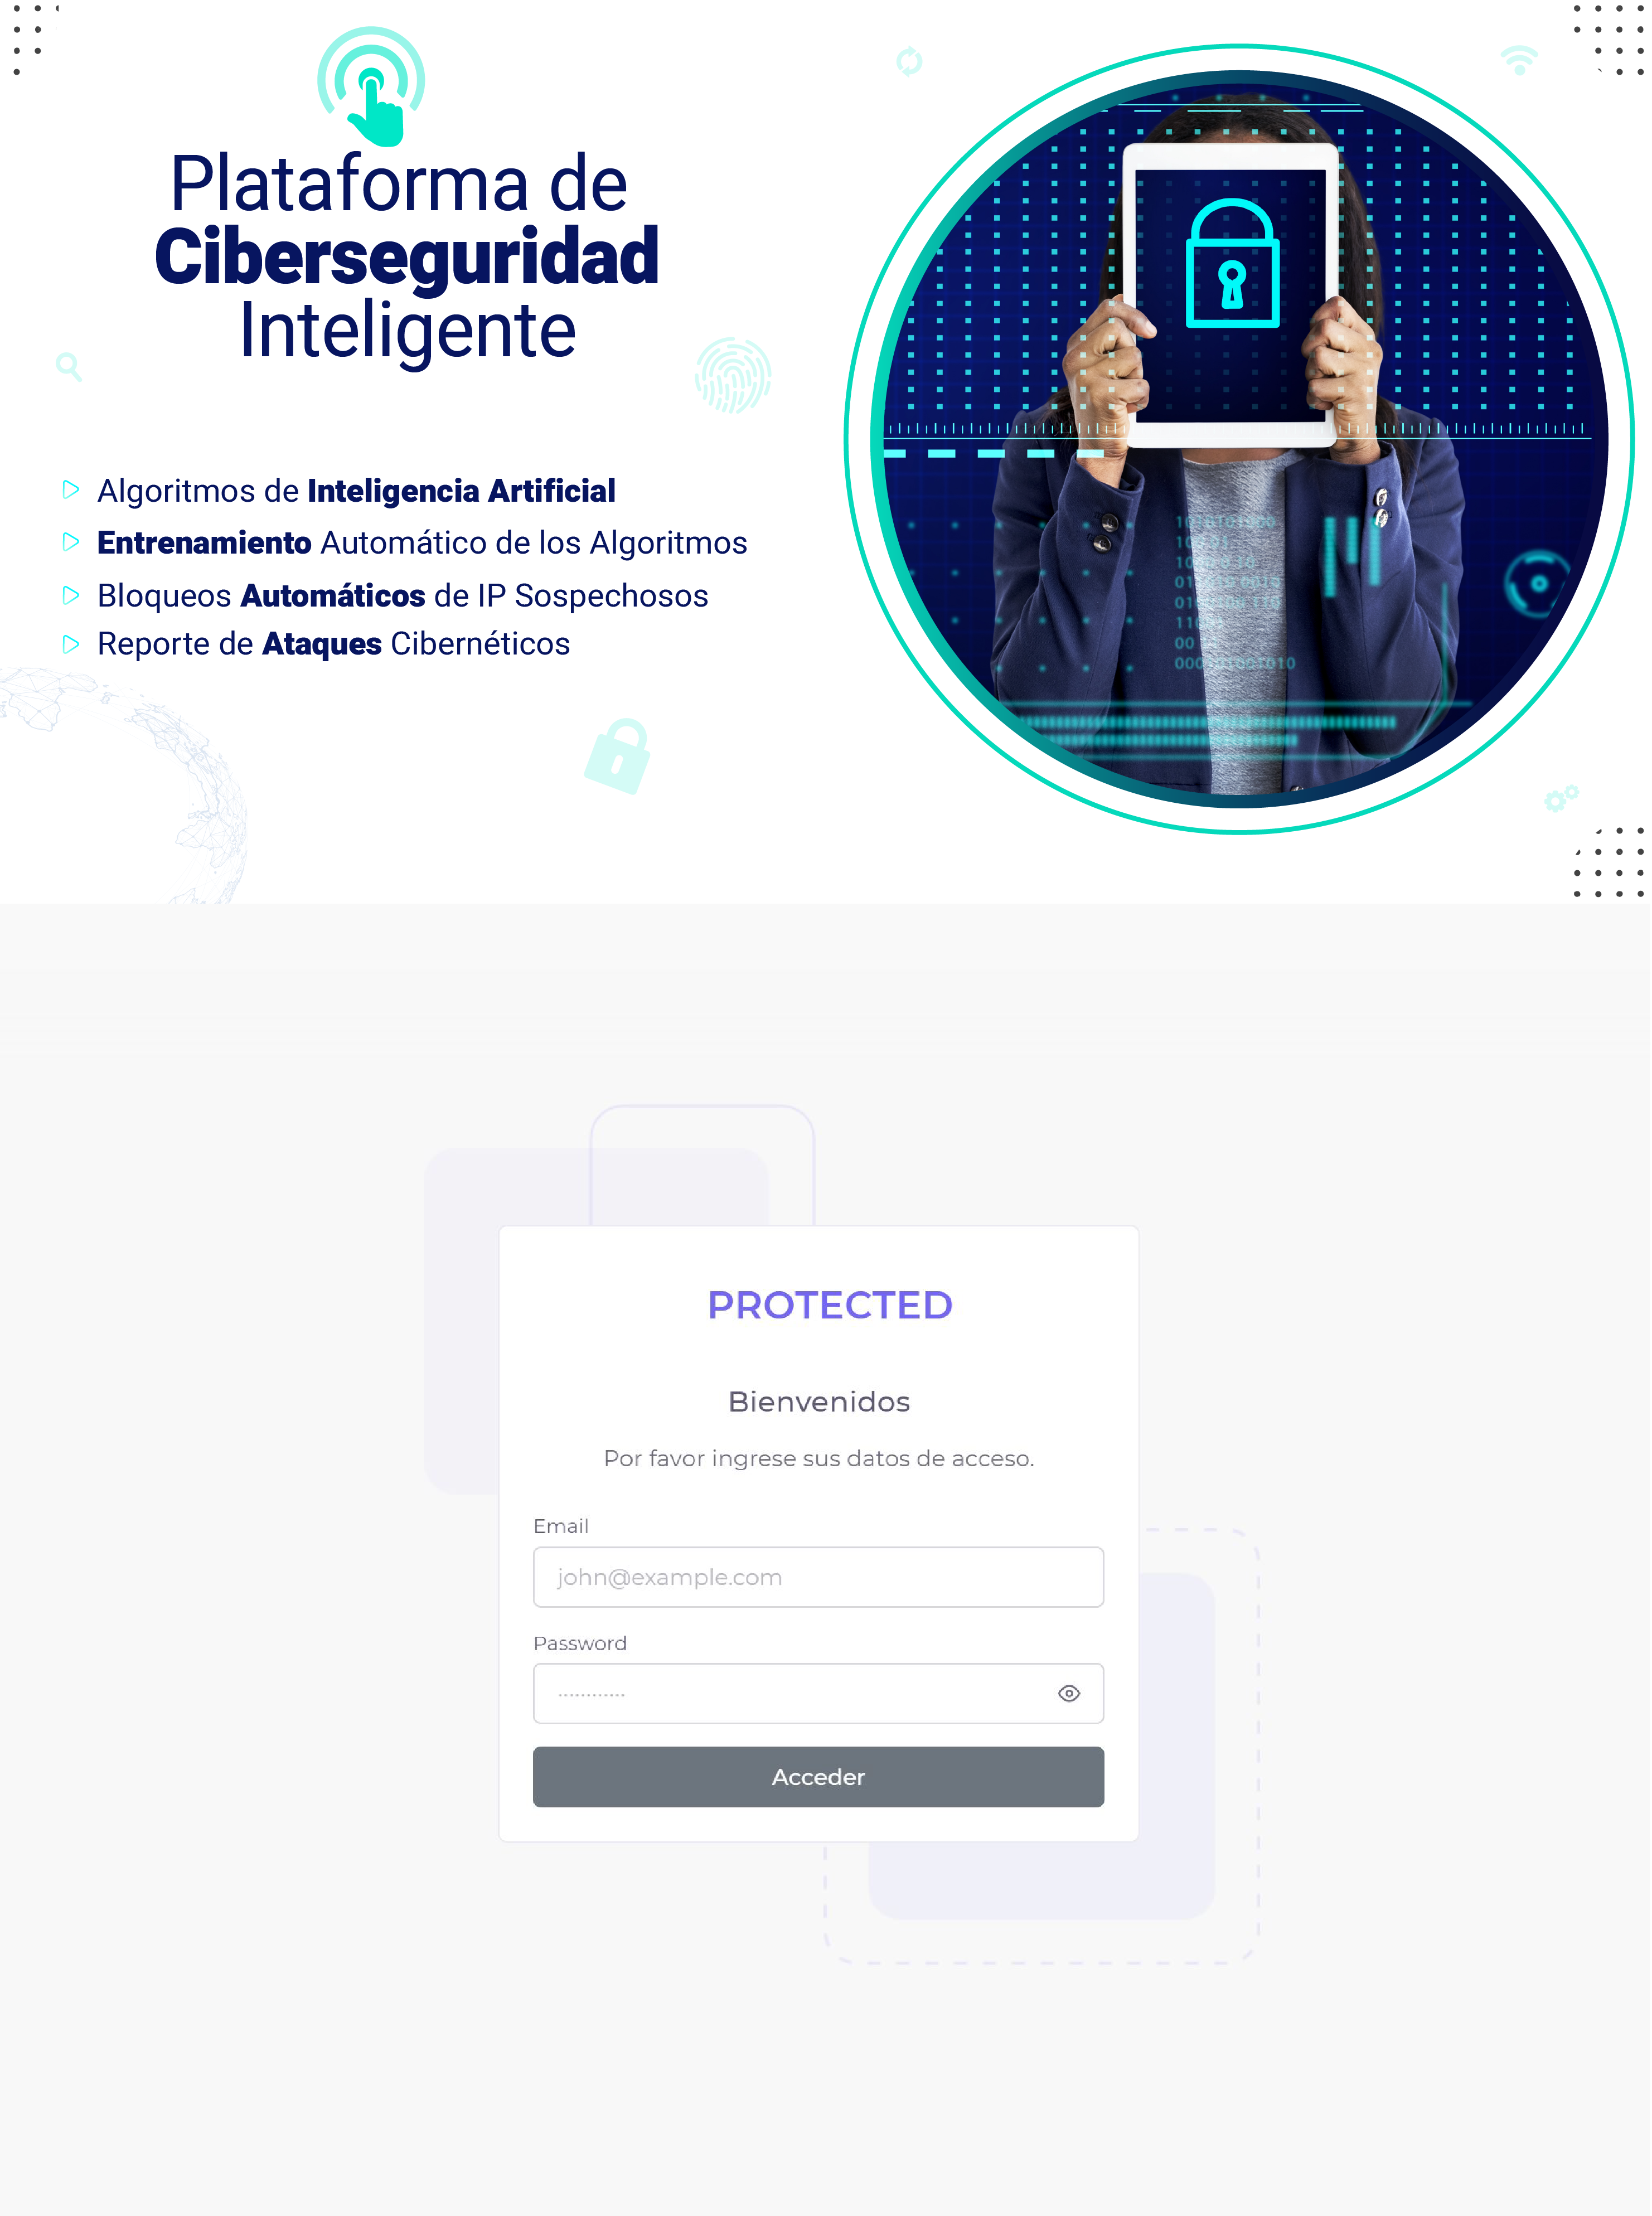 Plataforma de
Ciberseguridad
Inteligente
Algoritmos de Inteligencia Artificial
Entrenamiento Automático de los Algoritmos
Bloqueos Automáticos de IP Sospechosos
Reporte de Ataques Cibernéticos
PROTECTED
Bienvenidos
Por favor ingrese sus datos de acceso.
Email
john@example.com
Password
Acceder